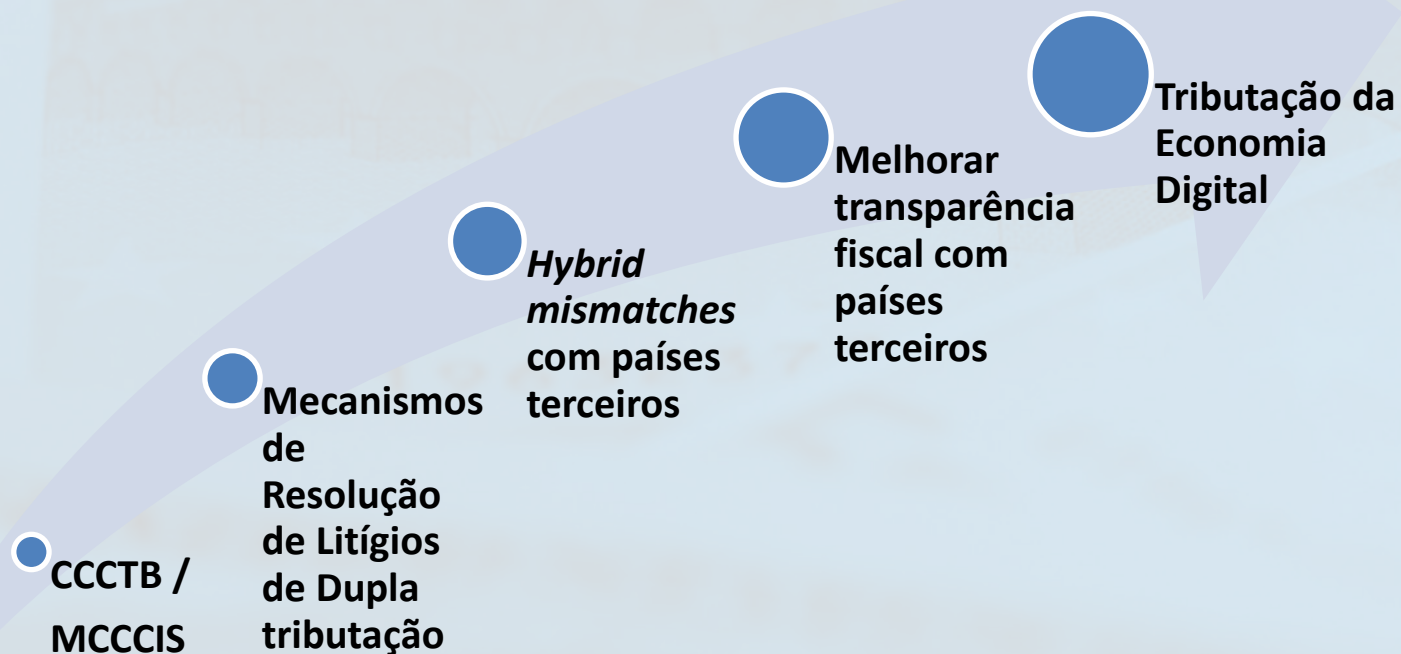 CCCTB /
MCCCIS
Mecanismos
de
Resolução
de Litígios
de Dupla
tributação
Hybrid
mismatches
com países
terceiros
Melhorar
transparência
fiscal com
países
terceiros
Tributação da
Economia
Digital